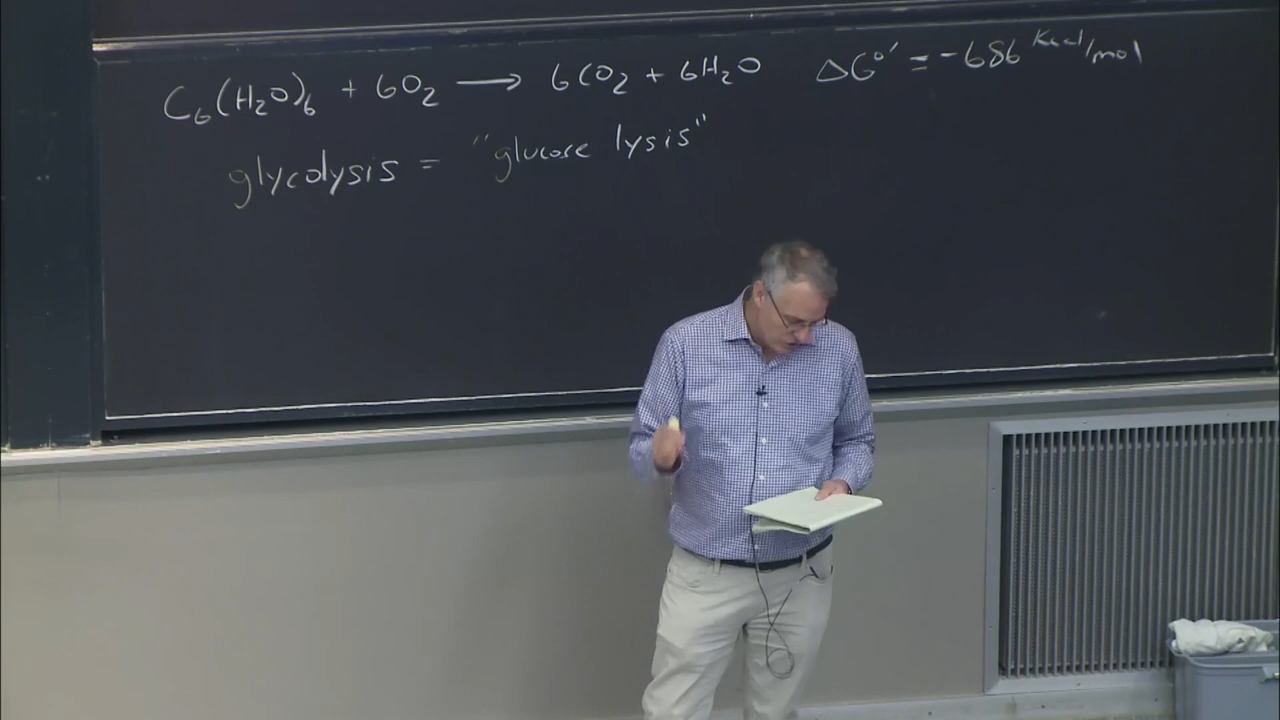 C₆(H₂O)₆ + 6O₂ ⟶ 6CO₂ + 6H₂O ΔG°′ = -686 Kcal/mol
glycolysis = "glucose lysis"